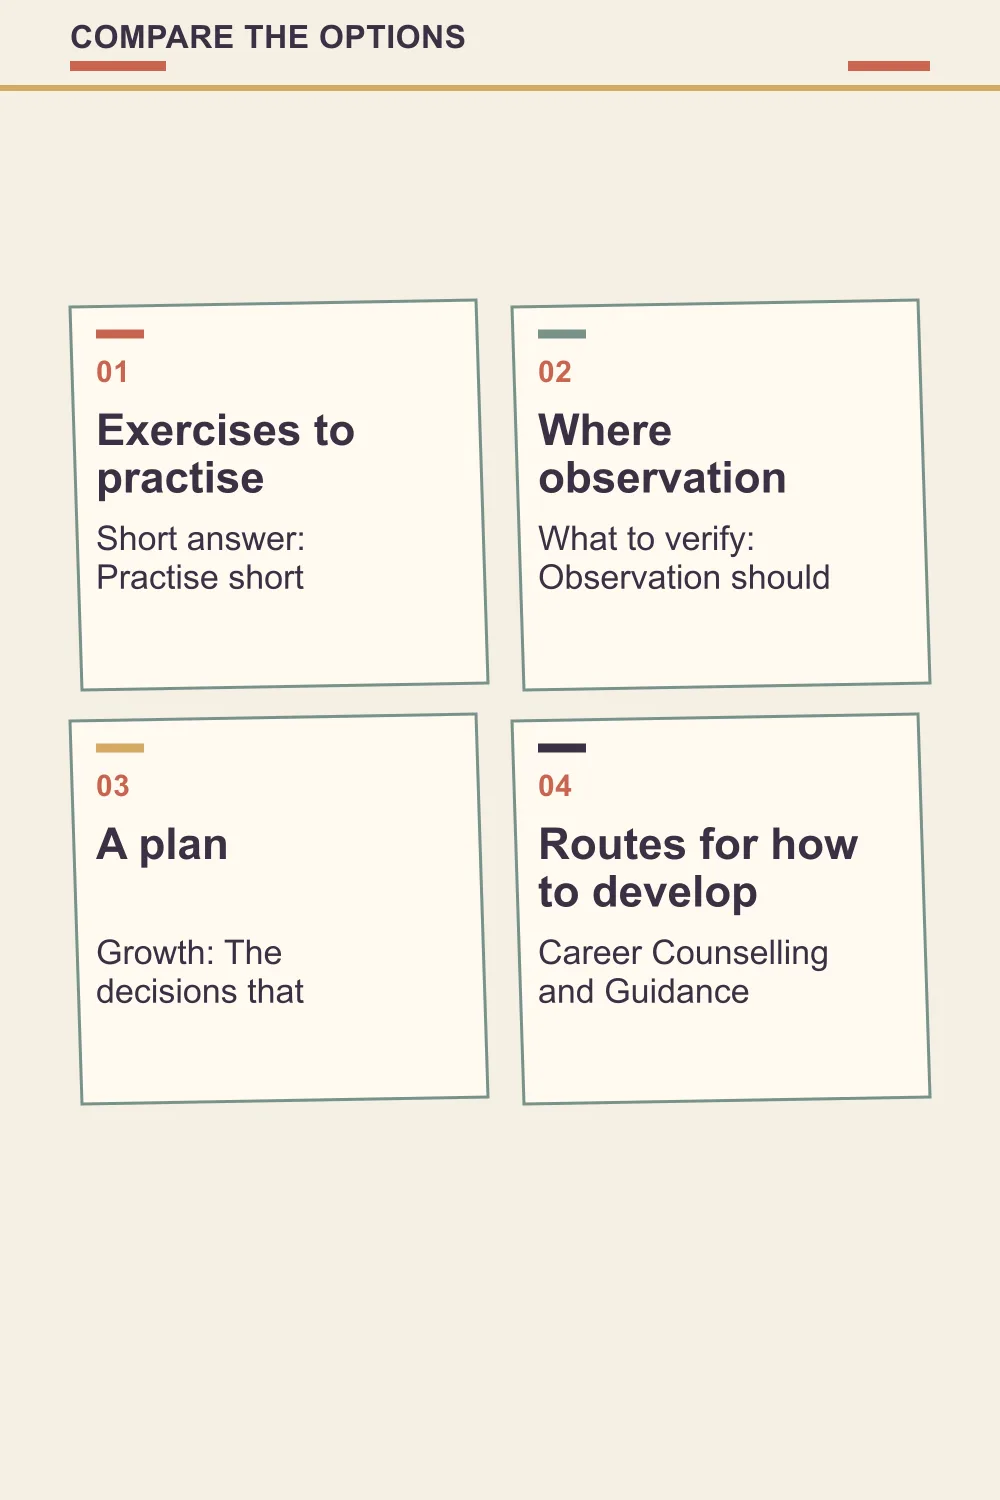 COMPARE THE OPTIONS
01
Exercises to
practise
Short answer:
Practise short
02
Where
observation
What to verify:
Observation should
03
A plan
Growth: The
decisions that
04
Routes for how
to develop
Career Counselling
and Guidance